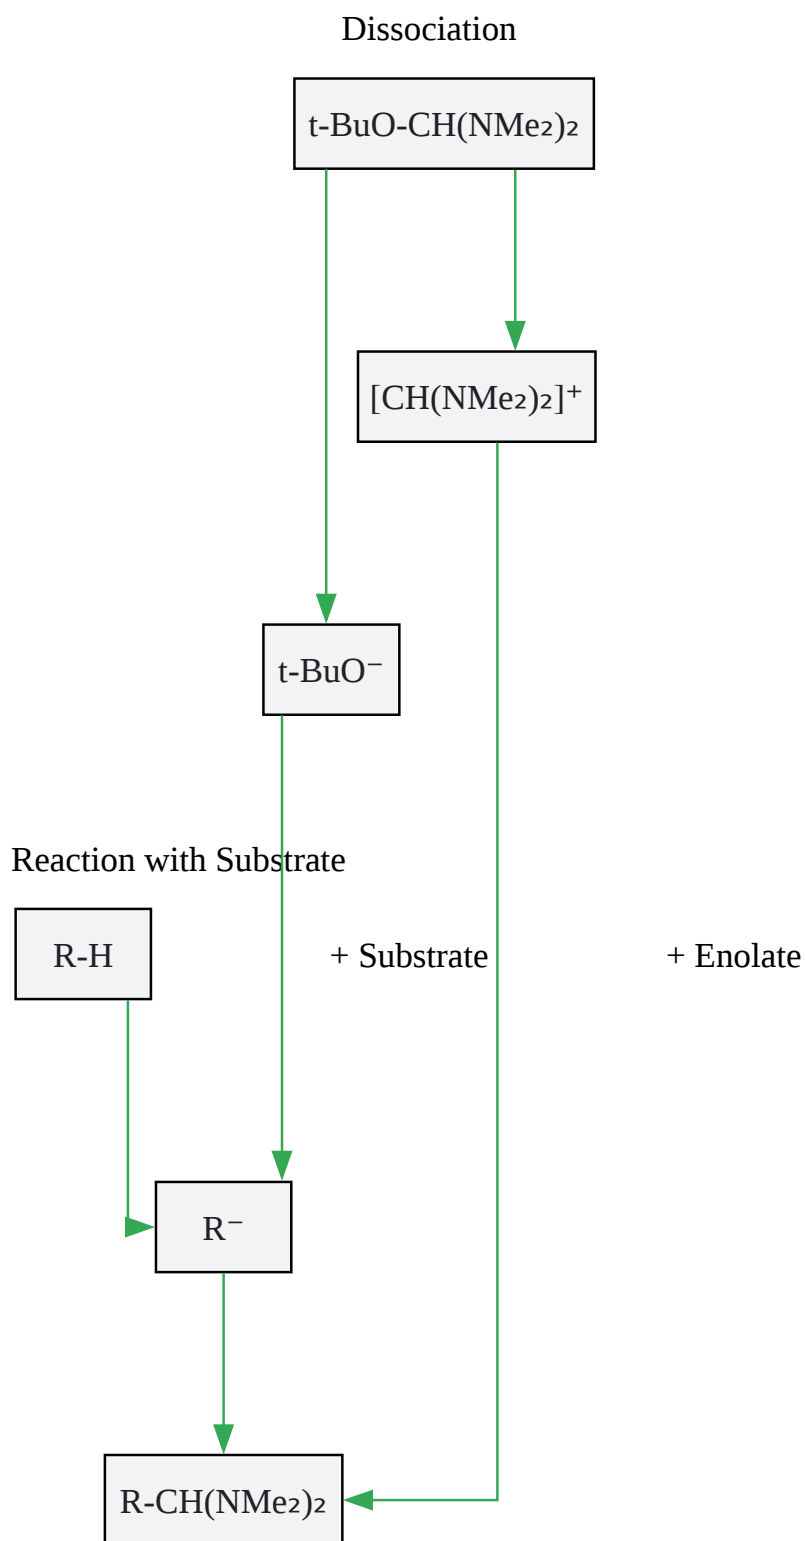 Dissociation
t-BuO-CH(NMe₂)₂
[CH(NMe₂)₂]⁺
t-BuO⁻
Reaction with Substrate
R-H
+ Substrate
+ Enolate
R⁻
R-CH(NMe₂)₂